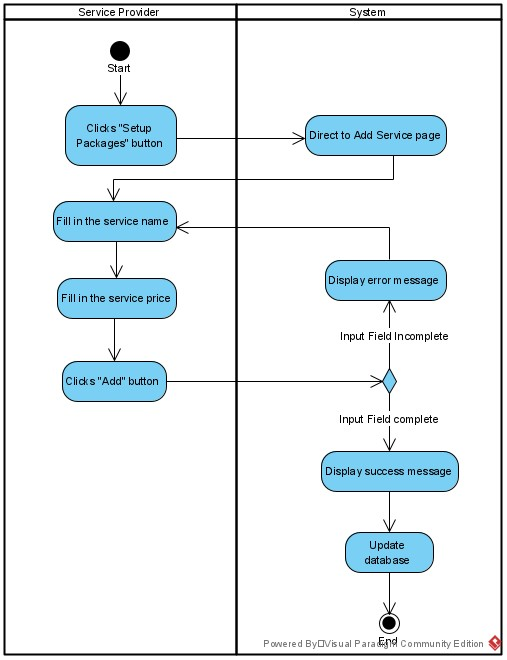 Service Provider
System
Start
Clicks "Setup
Packages" button
Direct to Add Service page
Fill in the service name
Display error message
Fill in the service price
Input Field Incomplete
Clicks "Add" button
Input Field complete
Display success message
Update
database
End
Powered By Visual Paradigm Community Edition